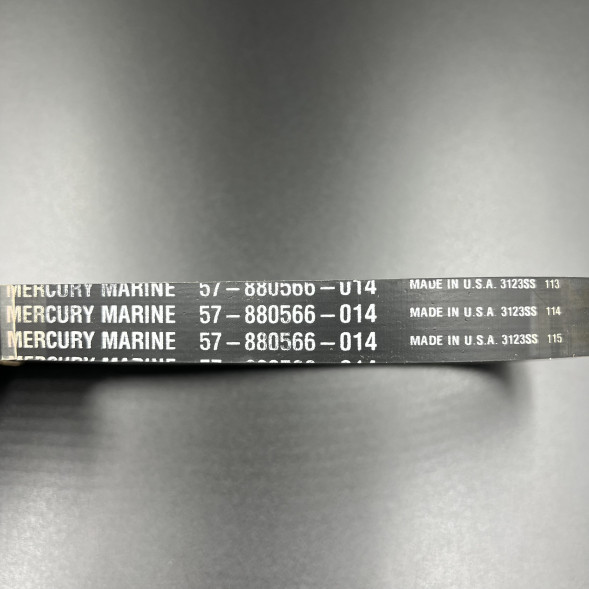 MERCURY MARINE 57-880566-014 MADE IN U.S.A. 3123SS 113
MERCURY MARINE 57-880566-014 MADE IN U.S.A. 3123SS 114
MERCURY MARINE 57-880566-014 MADE IN U.S.A. 3123SS 115